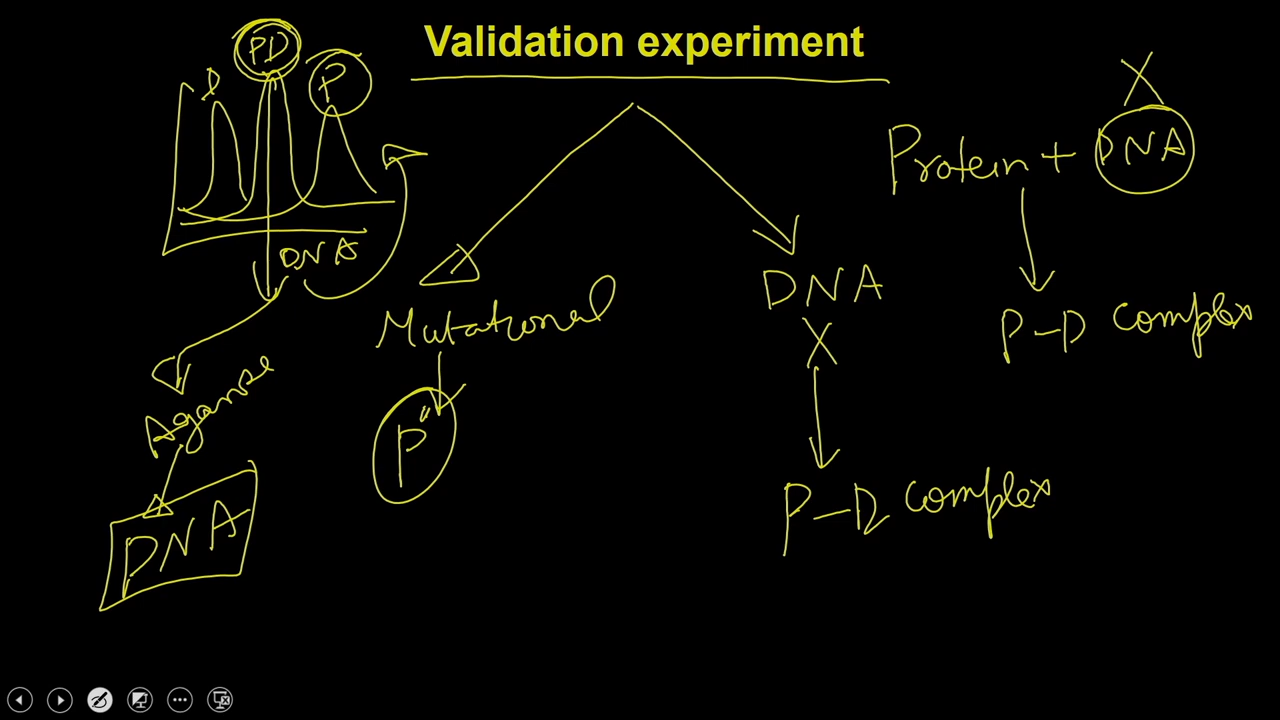 Validation experiment
PD
P
DNA
Agarose
DNA
Mutational
P"
DNA
X
P-D complex
X
Protein + DNA
P-D complex